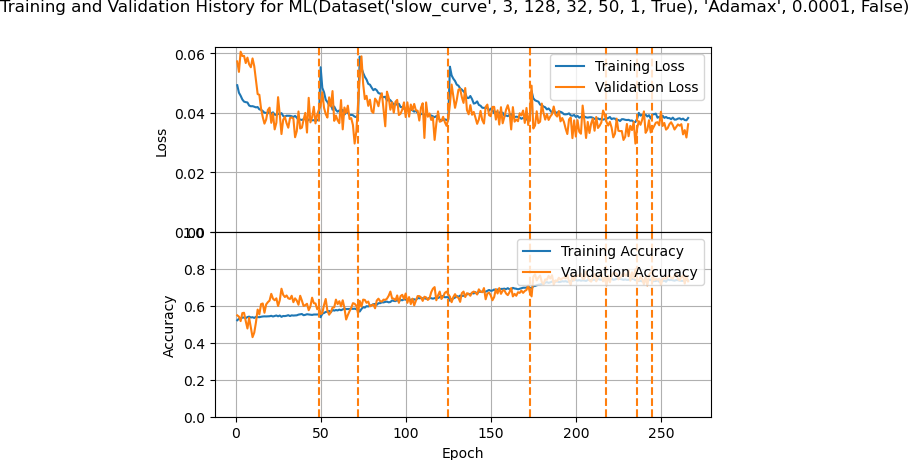 Training and Validation History for ML(Dataset('slow_curve', 3, 128, 32, 50, 1, True), 'Adamax', 0.0001, False)
0.06
0.04
0.02
0.00
Loss
Training Loss
Validation Loss
1.0
0.8
0.6
0.4
0.2
0.0
Accuracy
Training Accuracy
Validation Accuracy
0 50 100 150 200 250
Epoch